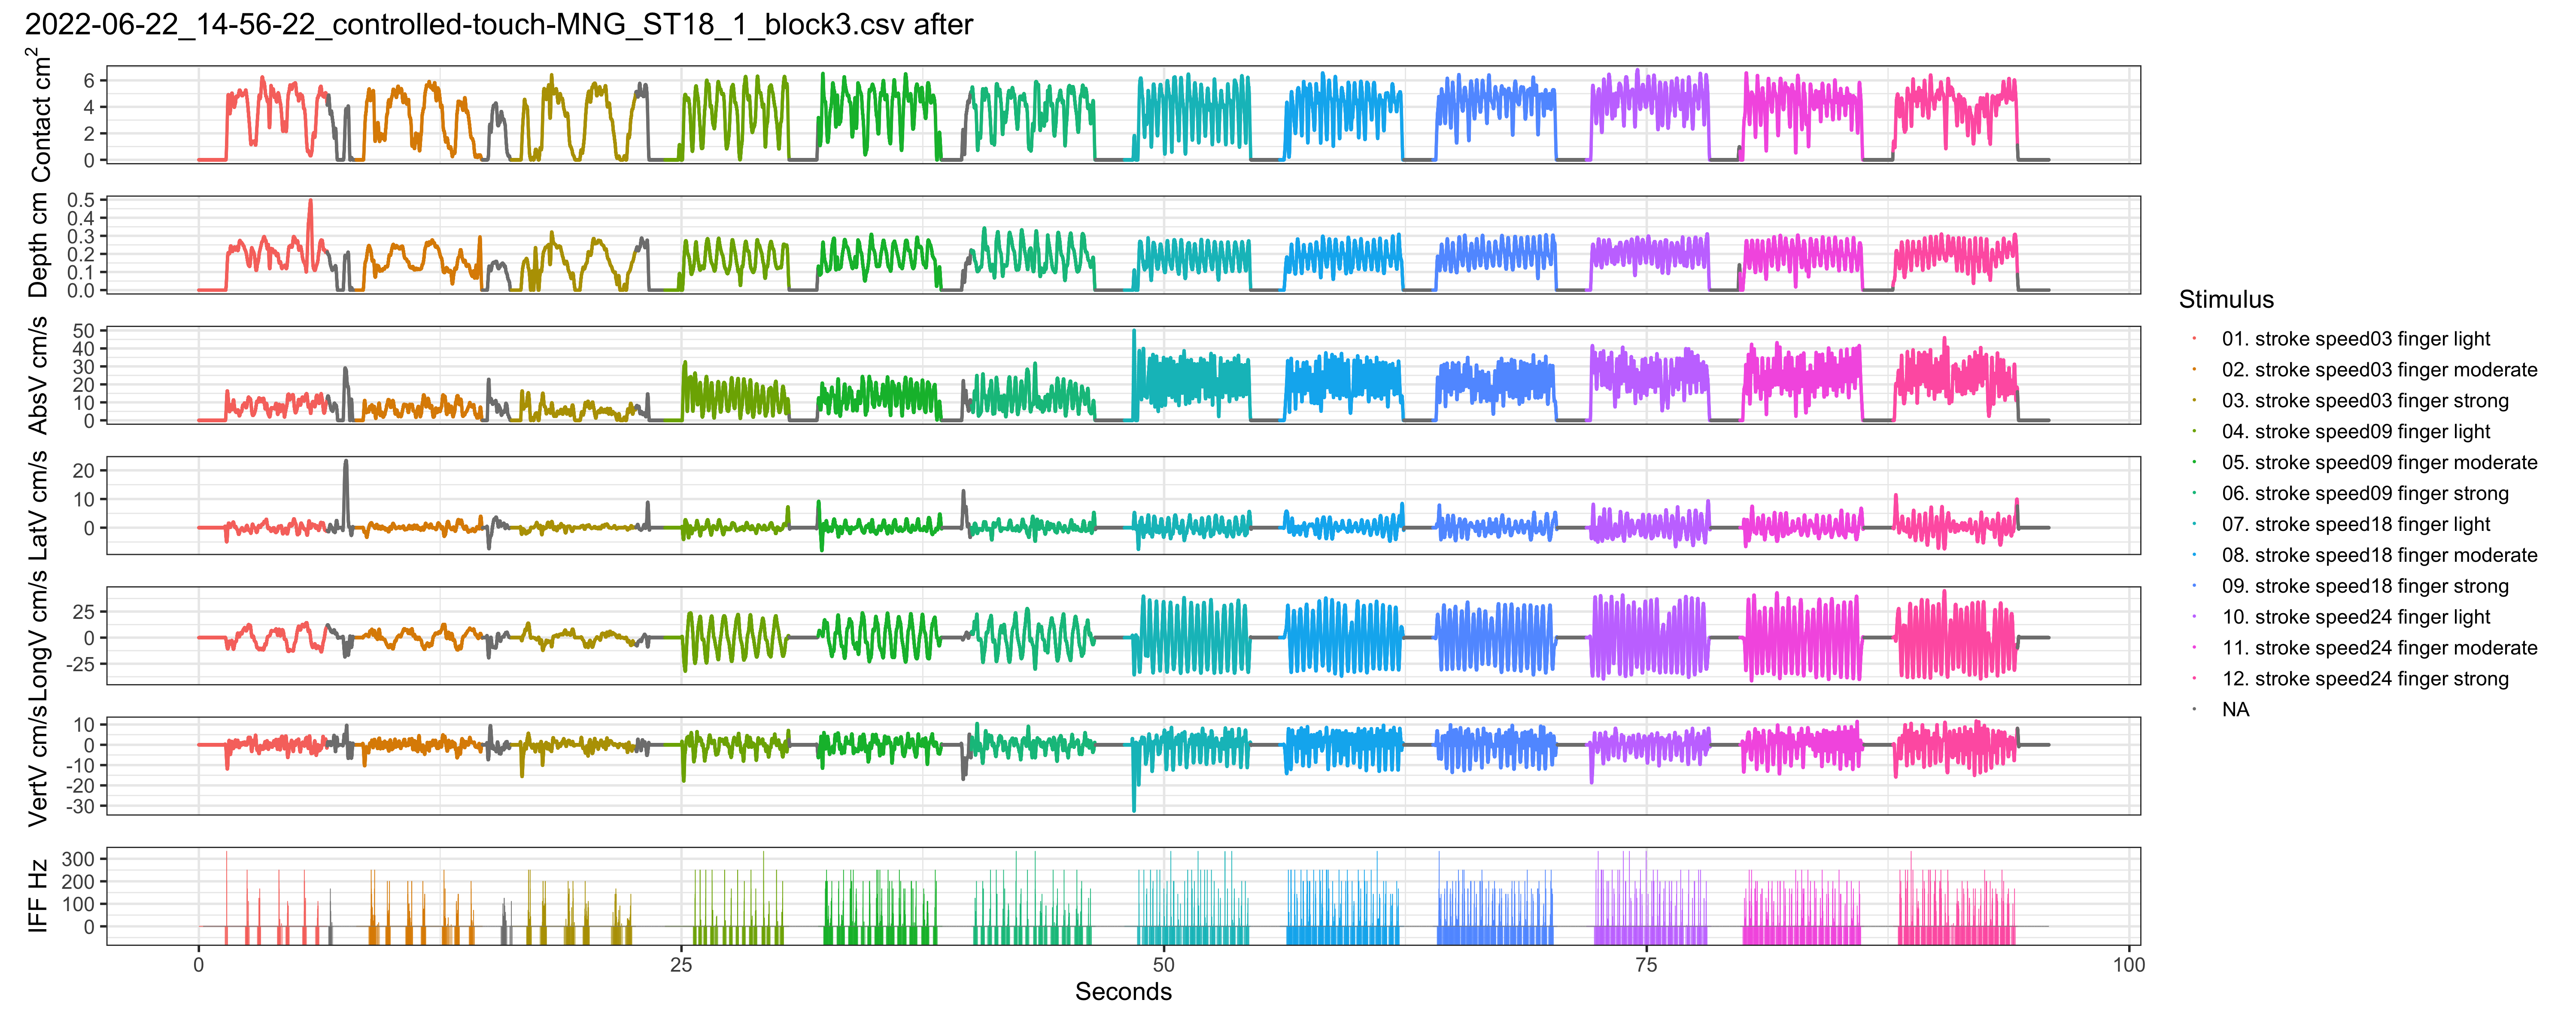 2022-06-22_14-56-22_controlled-touch-MNG_ST18_1_block3.csv after
Contact cm²
6
4
2
0
Depth cm
0.5
0.4
0.3
0.2
0.1
0.0
AbsV cm/s
50
40
30
20
10
0
LatV cm/s
20
10
0
LongV cm/s
25
0
-25
VertV cm/s
10
0
-10
-20
-30
IFF Hz
300
200
100
0
0 25 50 75 100
Seconds
Stimulus
01. stroke speed03 finger light
02. stroke speed03 finger moderate
03. stroke speed03 finger strong
04. stroke speed09 finger light
05. stroke speed09 finger moderate
06. stroke speed09 finger strong
07. stroke speed18 finger light
08. stroke speed18 finger moderate
09. stroke speed18 finger strong
10. stroke speed24 finger light
11. stroke speed24 finger moderate
12. stroke speed24 finger strong
NA